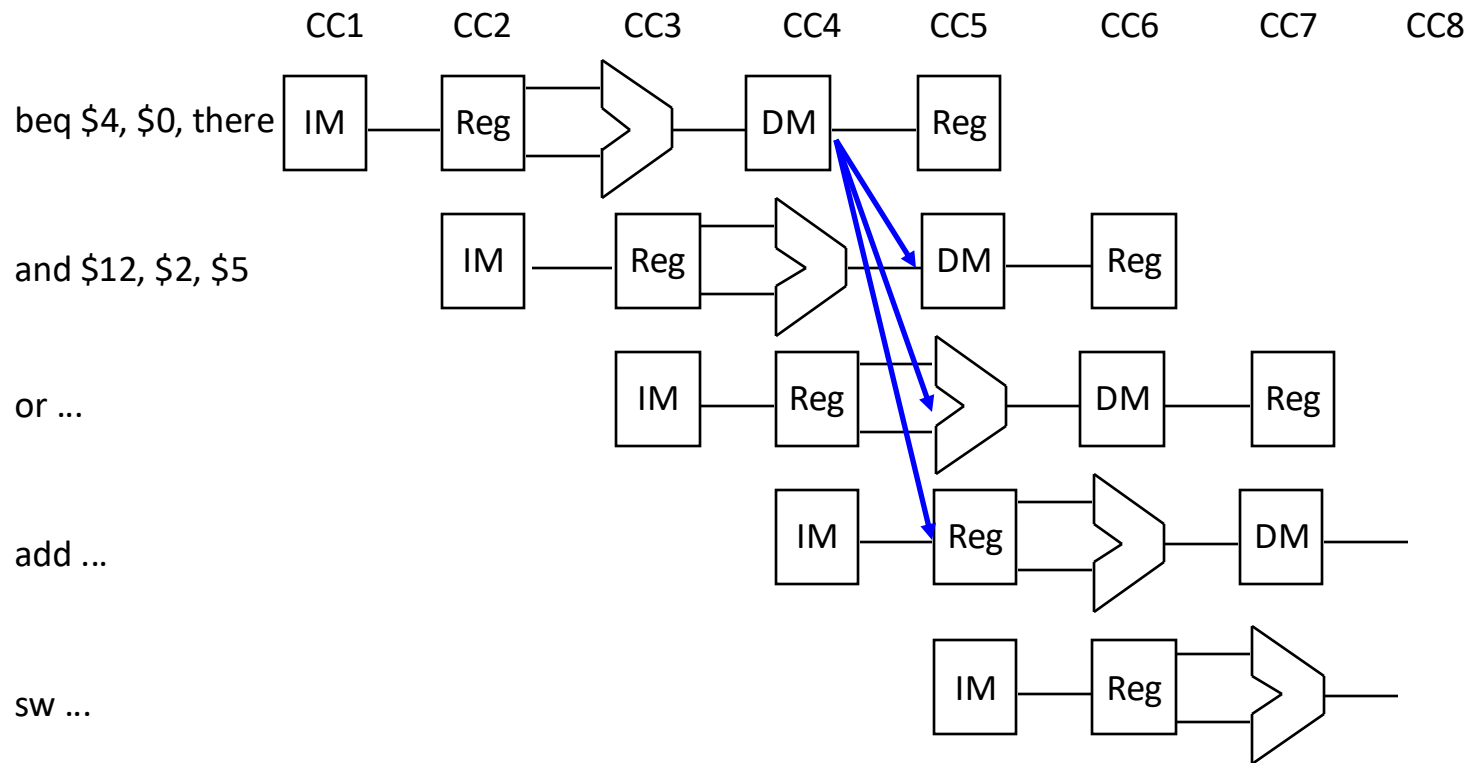 CC1 CC2 CC3 CC4 CC5 CC6 CC7 CC8
beq $4, $0, there IM Reg DM Reg
and $12, $2, $5 IM Reg DM Reg
or ... IM Reg DM Reg
add ... IM Reg DM
sw ... IM Reg